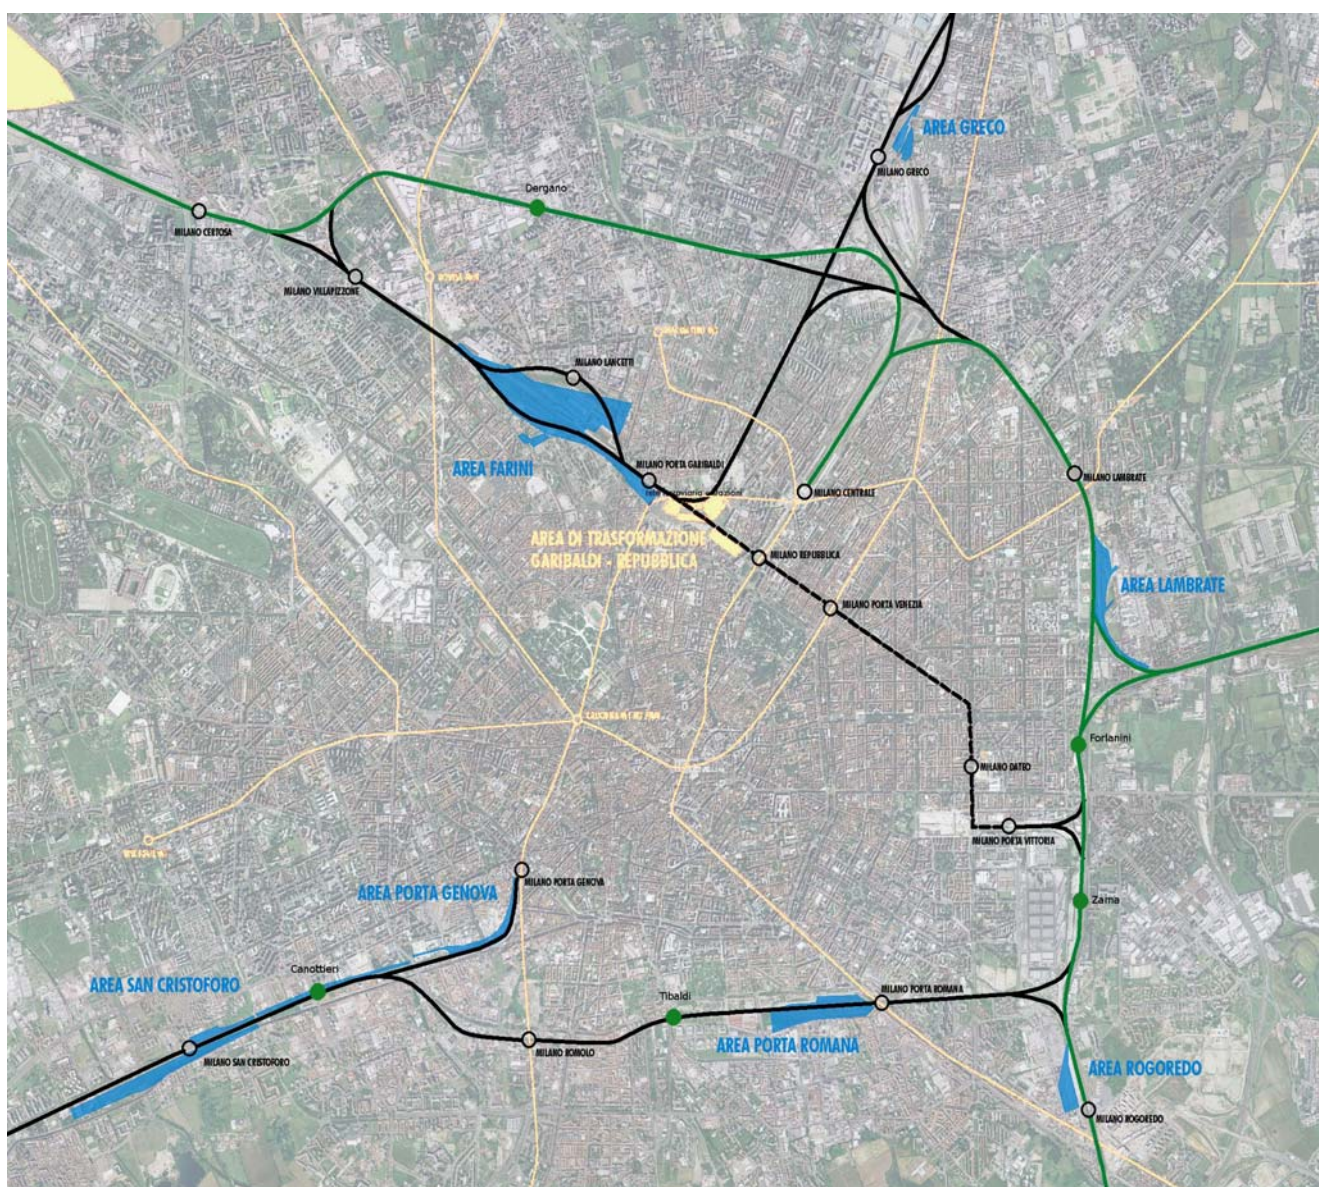 AREA GRECO
MILANO GRECO
Dergano
MILANO CERTOSA
MILANO VILLAPIZZONE
MILANO LANCETTI
AREA FARINI
MILANO PORTA GARIBALDI
MILANO CENTRALE
MILANO LAMBRATE
AREA DI TRASFORMAZIONE
GARIBALDI - REPUBBLICA
MILANO REPUBBLICA
AREA LAMBRATE
MILANO PORTA VENEZIA
Forlanini
MILANO DATEO
MILANO PORTA VITTORIA
AREA PORTA GENOVA
MILANO PORTA GENOVA
Zama
AREA SAN CRISTOFORO
Canottieri
MILANO PORTA ROMANA
Tibaldi
AREA PORTA ROMANA
MILANO ROMOLO
MILANO SAN CRISTOFORO
AREA ROGOREDO
MILANO ROGOREDO